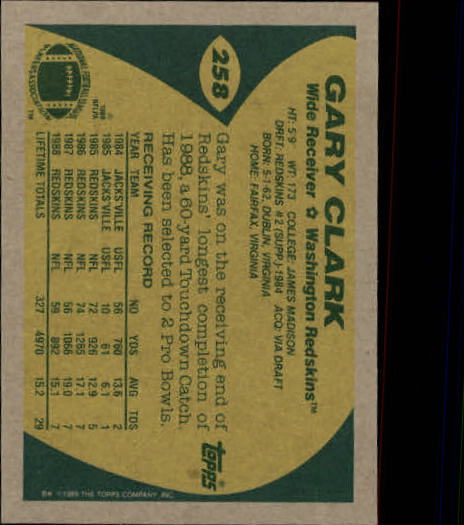 258
GARY CLARK
Wide Receiver ✪ Washington Redskins™
HT: 5'9 WT: 173 COLLEGE: JAMES MADISON
DRFT: REDSKINS #2 (SUPP.)-1984 ACQ: VIA DRAFT
BORN: 5-1-62, DUBLIN, VIRGINIA
HOME: FAIRFAX, VIRGINIA
Gary was on the receiving end of
Redskins' longest completion of
1988, a 60-yard Touchdown Catch.
Has been selected to 2 Pro Bowls.
topps
RECEIVING RECORD
YEAR TEAM NO YDS AVG TDS
1984 JACKS'VILLE USFL 56 760 13.6 2
1985 JACKS'VILLE USFL 10 61 6.1 1
1985 REDSKINS NFL 72 926 12.9 5
1986 REDSKINS NFL 74 1265 17.1 7
1987 REDSKINS NFL 56 1066 19.0 7
1988 REDSKINS NFL 59 892 15.1 7
LIFETIME TOTALS 327 4970 15.2 29
©1989 THE TOPPS COMPANY, INC.